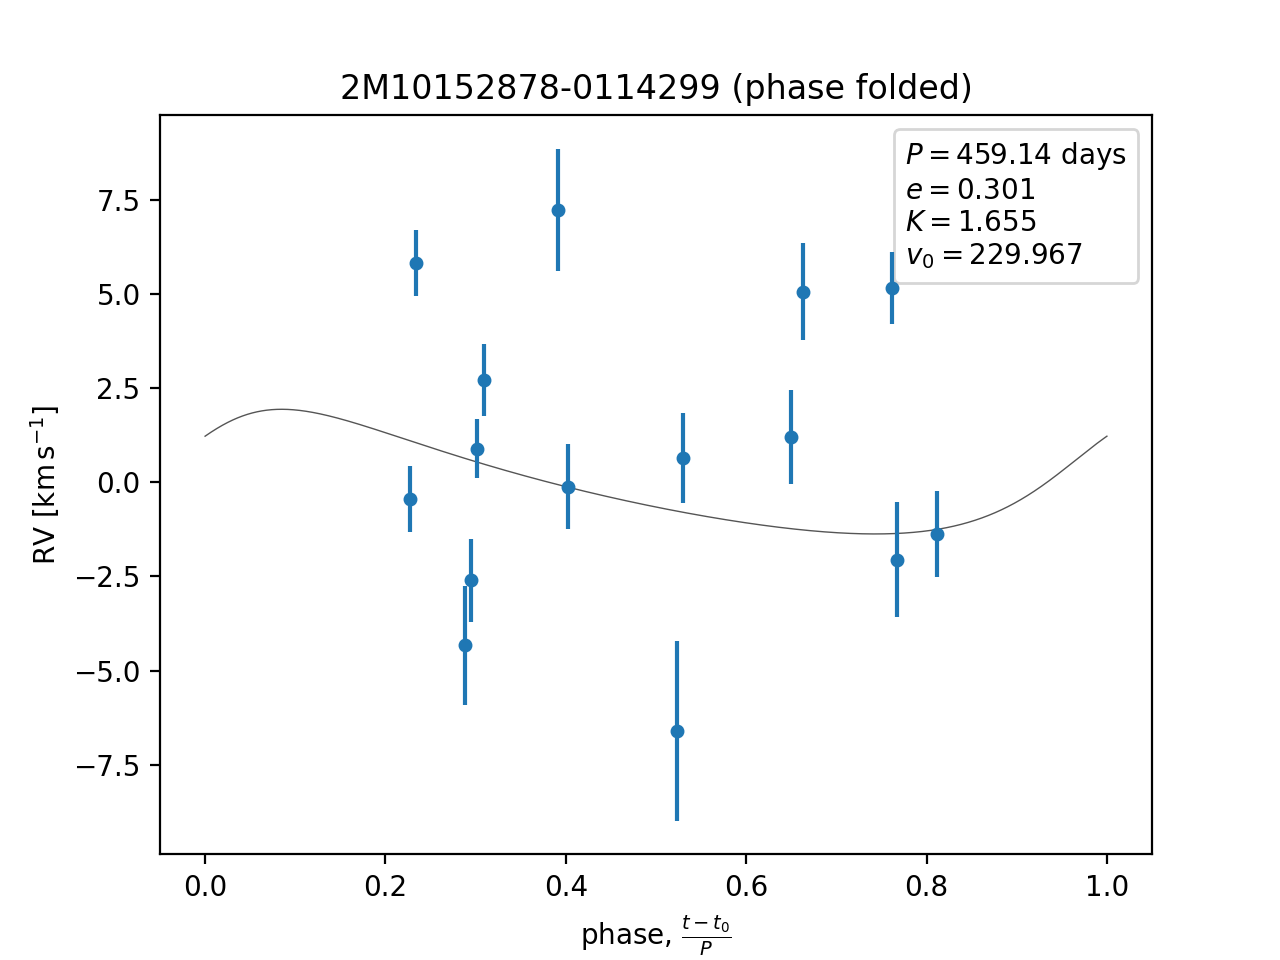 2M10152878-0114299 (phase folded)
P = 459.14 days
e = 0.301
K = 1.655
v₀ = 229.967
RV [km s⁻¹]
7.5
5.0
2.5
0.0
−2.5
−5.0
−7.5
0.0 0.2 0.4 0.6 0.8 1.0
phase, (t − t₀)/P